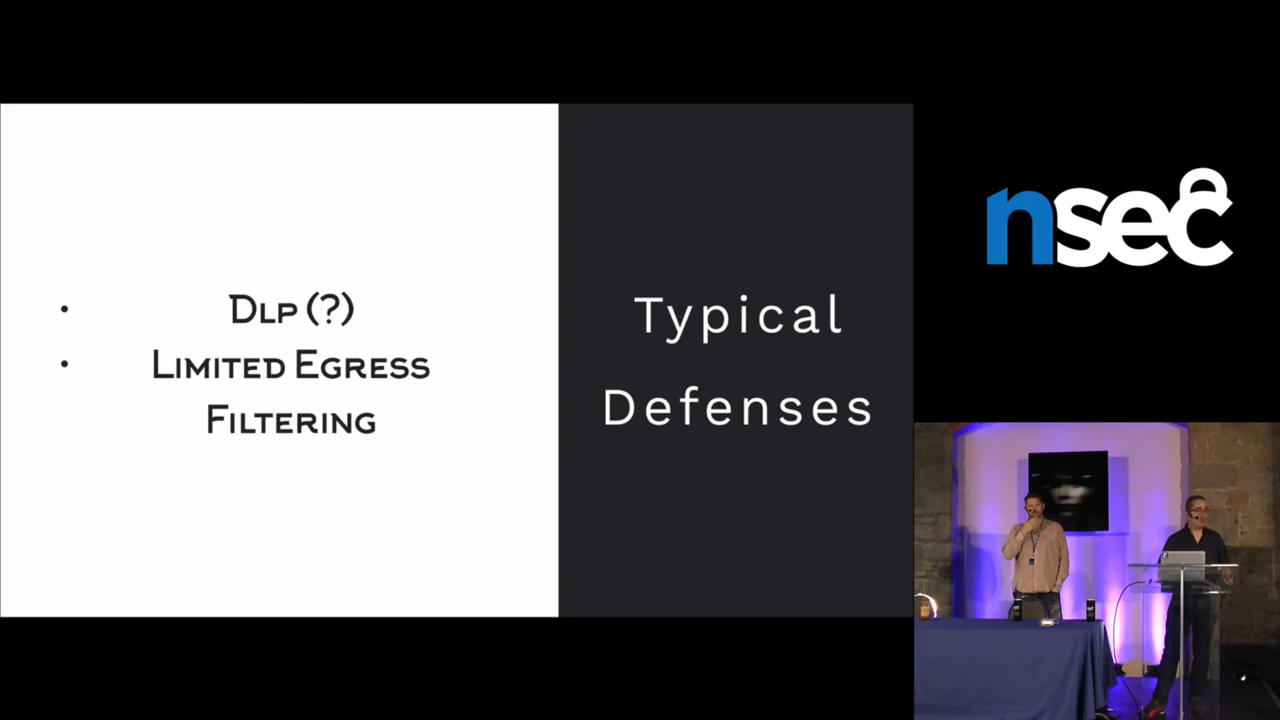 Dlp (?)
Limited Egress
Filtering
Typical
Defenses
nsec